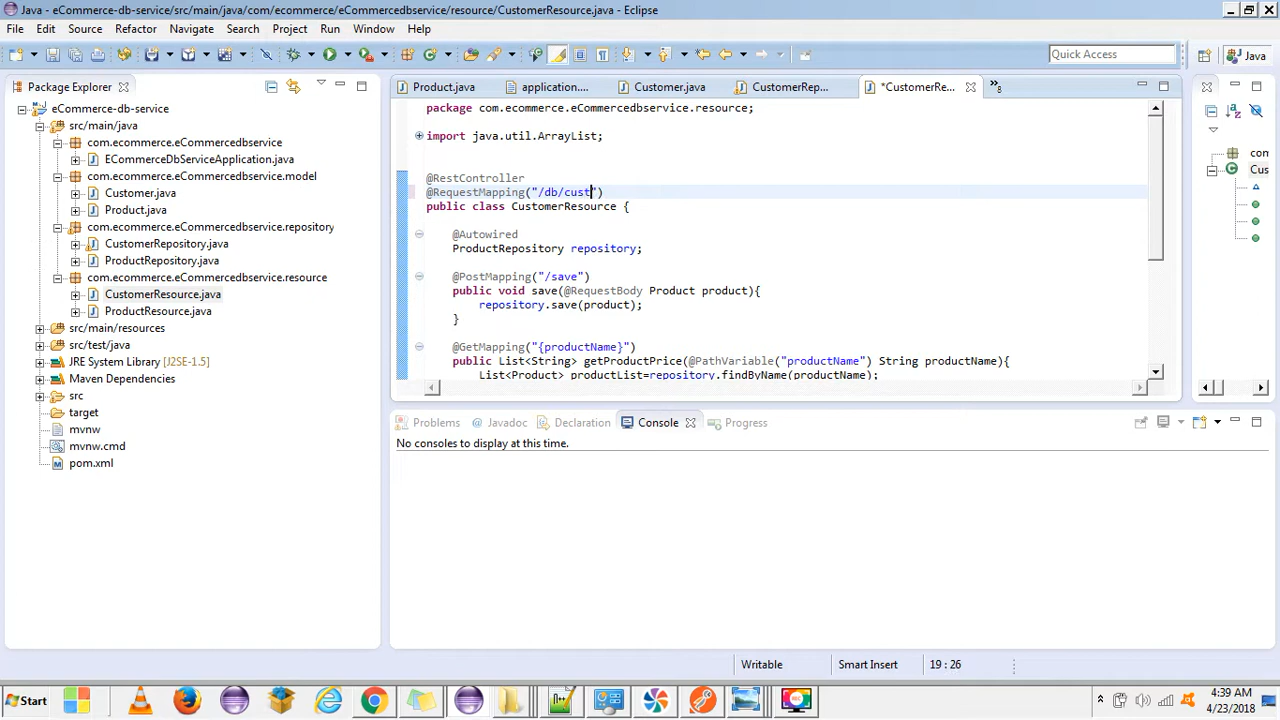 Java - eCommerce-db-service/src/main/java/com/ecommerce/eCommercedbservice/resource/CustomerResource.java - Eclipse
File Edit Source Refactor Navigate Search Project Run Window Help
Quick Access
Java
Package Explorer
Product.java
application....
Customer.java
CustomerRep...
*CustomerRe...
8
eCommerce-db-service
src/main/java
com.ecommerce.eCommercedbservice
ECommerceDbServiceApplication.java
com.ecommerce.eCommercedbservice.model
Customer.java
Product.java
com.ecommerce.eCommercedbservice.repository
CustomerRepository.java
ProductRepository.java
com.ecommerce.eCommercedbservice.resource
CustomerResource.java
ProductResource.java
src/main/resources
src/test/java
JRE System Library [J2SE-1.5]
Maven Dependencies
src
target
mvnw
mvnw.cmd
pom.xml
package com.ecommerce.eCommercedbservice.resource;
import java.util.ArrayList;
@RestController
@RequestMapping("/db/cust")
public class CustomerResource {
@Autowired
ProductRepository repository;
@PostMapping("/save")
public void save(@RequestBody Product product){
repository.save(product);
}
@GetMapping("{productName}")
public List<String> getProductPrice(@PathVariable("productName") String productName){
List<Product> productList=repository.findByName(productName);
com
Cus
Problems @ Javadoc Declaration Console Progress
No consoles to display at this time.
Writable Smart Insert 19 : 26
Start
4:39 AM
4/23/2018